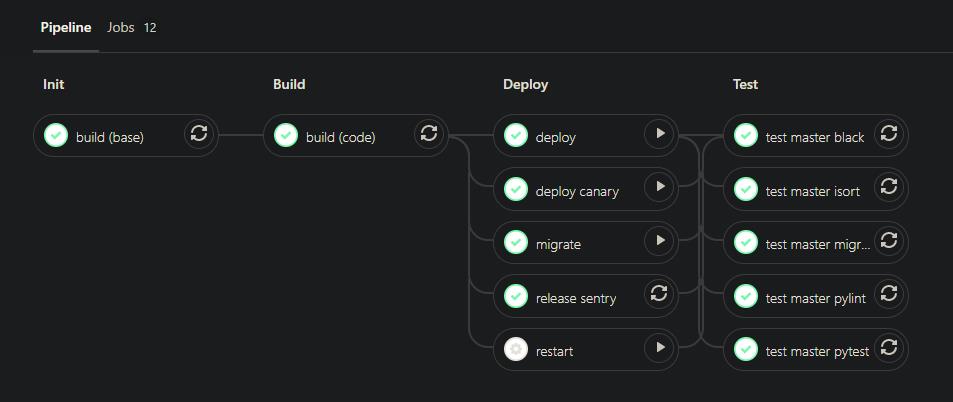 Pipeline Jobs 12
Init
Build
Deploy
Test
build (base)
build (code)
deploy
deploy canary
migrate
release sentry
restart
test master black
test master isort
test master migr...
test master pylint
test master pytest